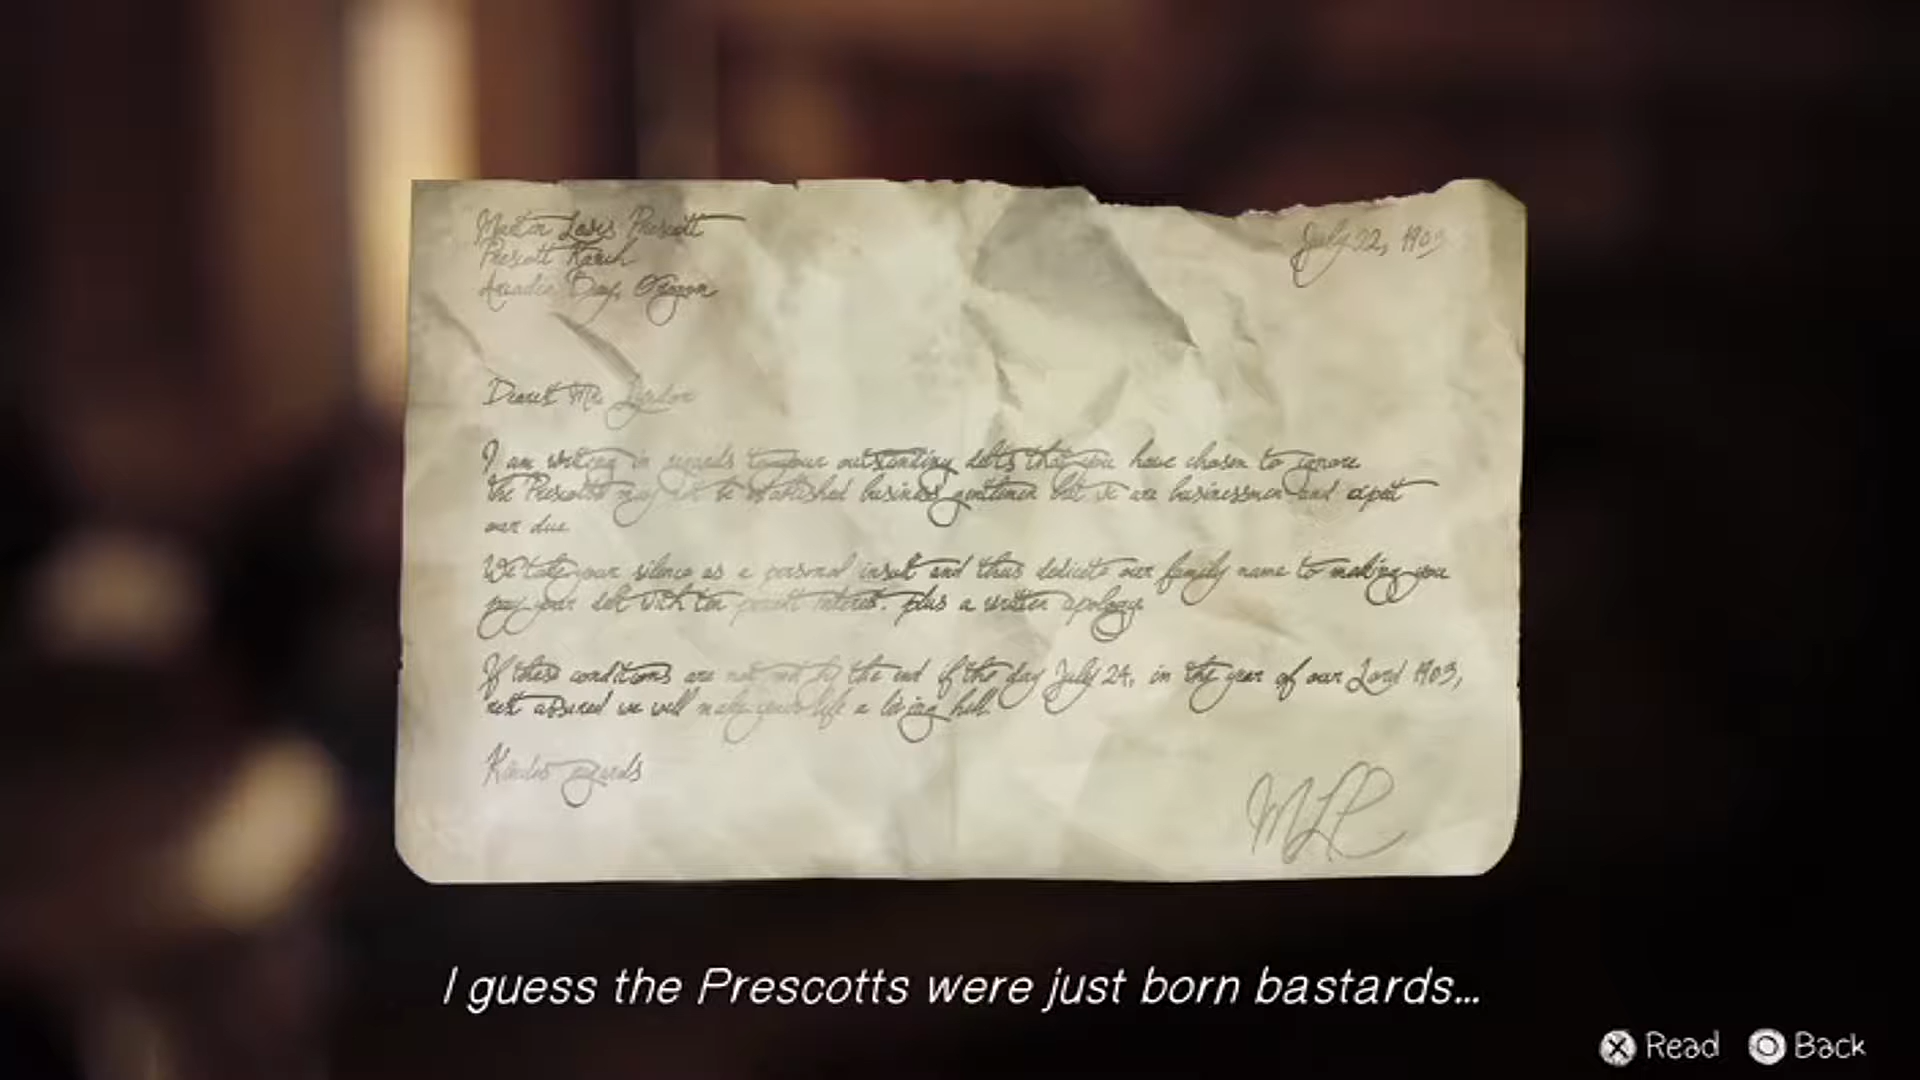 Martin Lewis Prescott
Prescott Ranch
Arcadia Bay, Oregon
July 22, 1903
Dearest Mr.
I am writing in regards to your outstanding debts that you have chosen to ignore.
The Prescotts may not be established business gentlemen but we are businessmen and expect
our due.
We take your silence as a personal insult and thus dedicate our family name to making you
pay your debt with ten percent interest. plus a written apology.
If these conditions are not met by the end if the day July 24, in the year of our Lord 1903,
rest assured we will make your life a living hell.
Kindest regards
MLP
I guess the Prescotts were just born bastards...
Read
Back